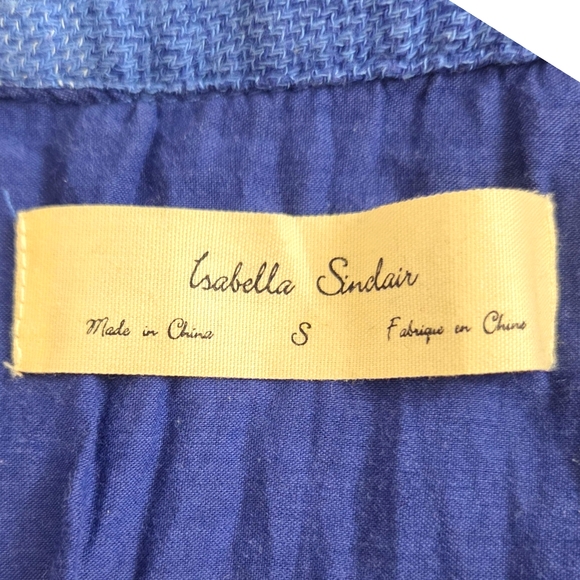 Isabella Sinclair
Made in China S Fabrique en Chine